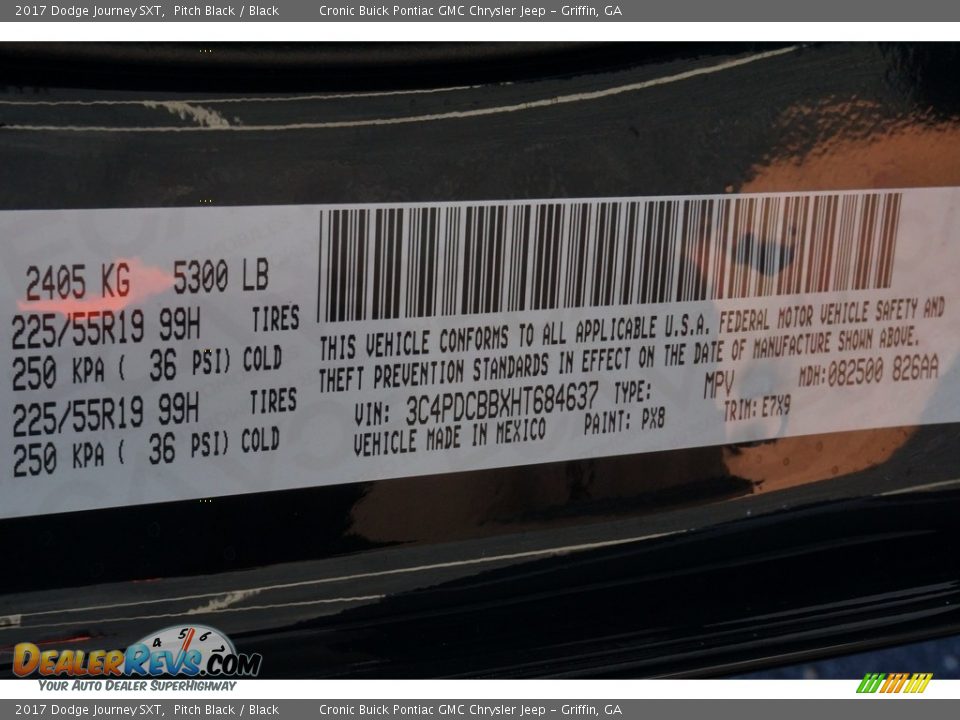 2017 Dodge Journey SXT, Pitch Black / Black Cronic Buick Pontiac GMC Chrysler Jeep - Griffin, GA
2405 KG 5300 LB
225/55R19 99H TIRES
250 KPA ( 36 PSI) COLD
225/55R19 99H TIRES
250 KPA ( 36 PSI) COLD
THIS VEHICLE CONFORMS TO ALL APPLICABLE U.S.A. FEDERAL MOTOR VEHICLE SAFETY AND
THEFT PREVENTION STANDARDS IN EFFECT ON THE DATE OF MANUFACTURE SHOWN ABOVE.
VIN: 3C4PDCBBXHT684637 TYPE: MPV MDH:082500 826AA
VEHICLE MADE IN MEXICO PAINT: PX8 TRIM: E7X9
4 5 6
DealerRevs.com
Your Auto Dealer SuperHighway
2017 Dodge Journey SXT, Pitch Black / Black Cronic Buick Pontiac GMC Chrysler Jeep - Griffin, GA